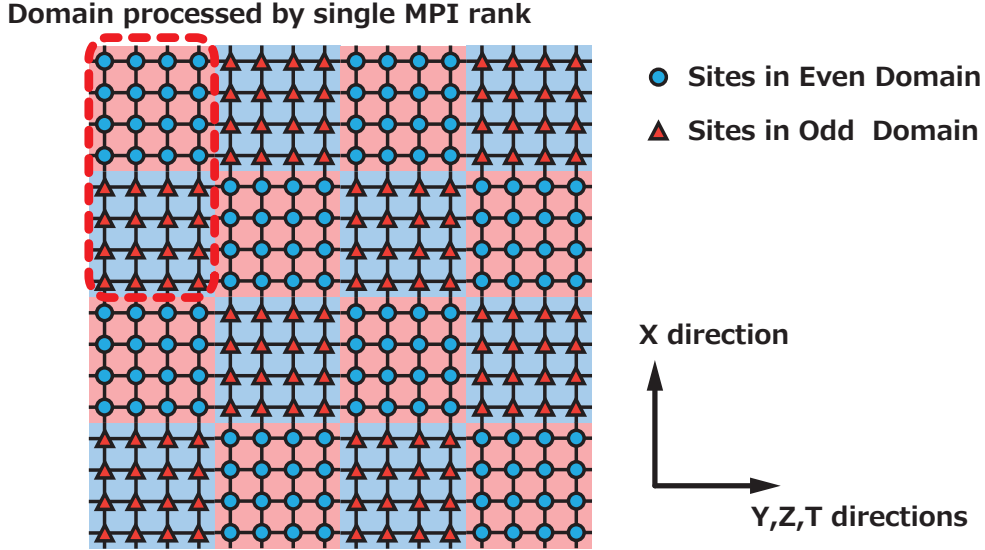 Domain processed by single MPI rank
Sites in Even Domain
Sites in Odd Domain
X direction
Y,Z,T directions